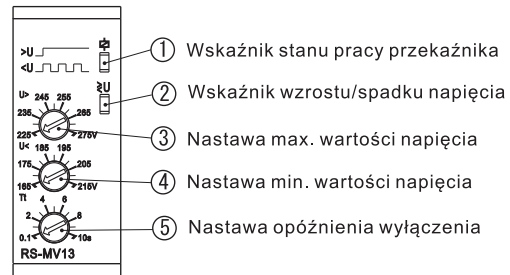 >U
<U
① Wskaźnik stanu pracy przekaźnika
≷U
② Wskaźnik wzrostu/spadku napięcia
U> 245 255
235 265
225 275V
③ Nastawa max. wartości napięcia
U< 185 195
175 205
165 215V
④ Nastawa min. wartości napięcia
Tt 4 6
2 8
0.1 10s
⑤ Nastawa opóźnienia wyłączenia
RS-MV13